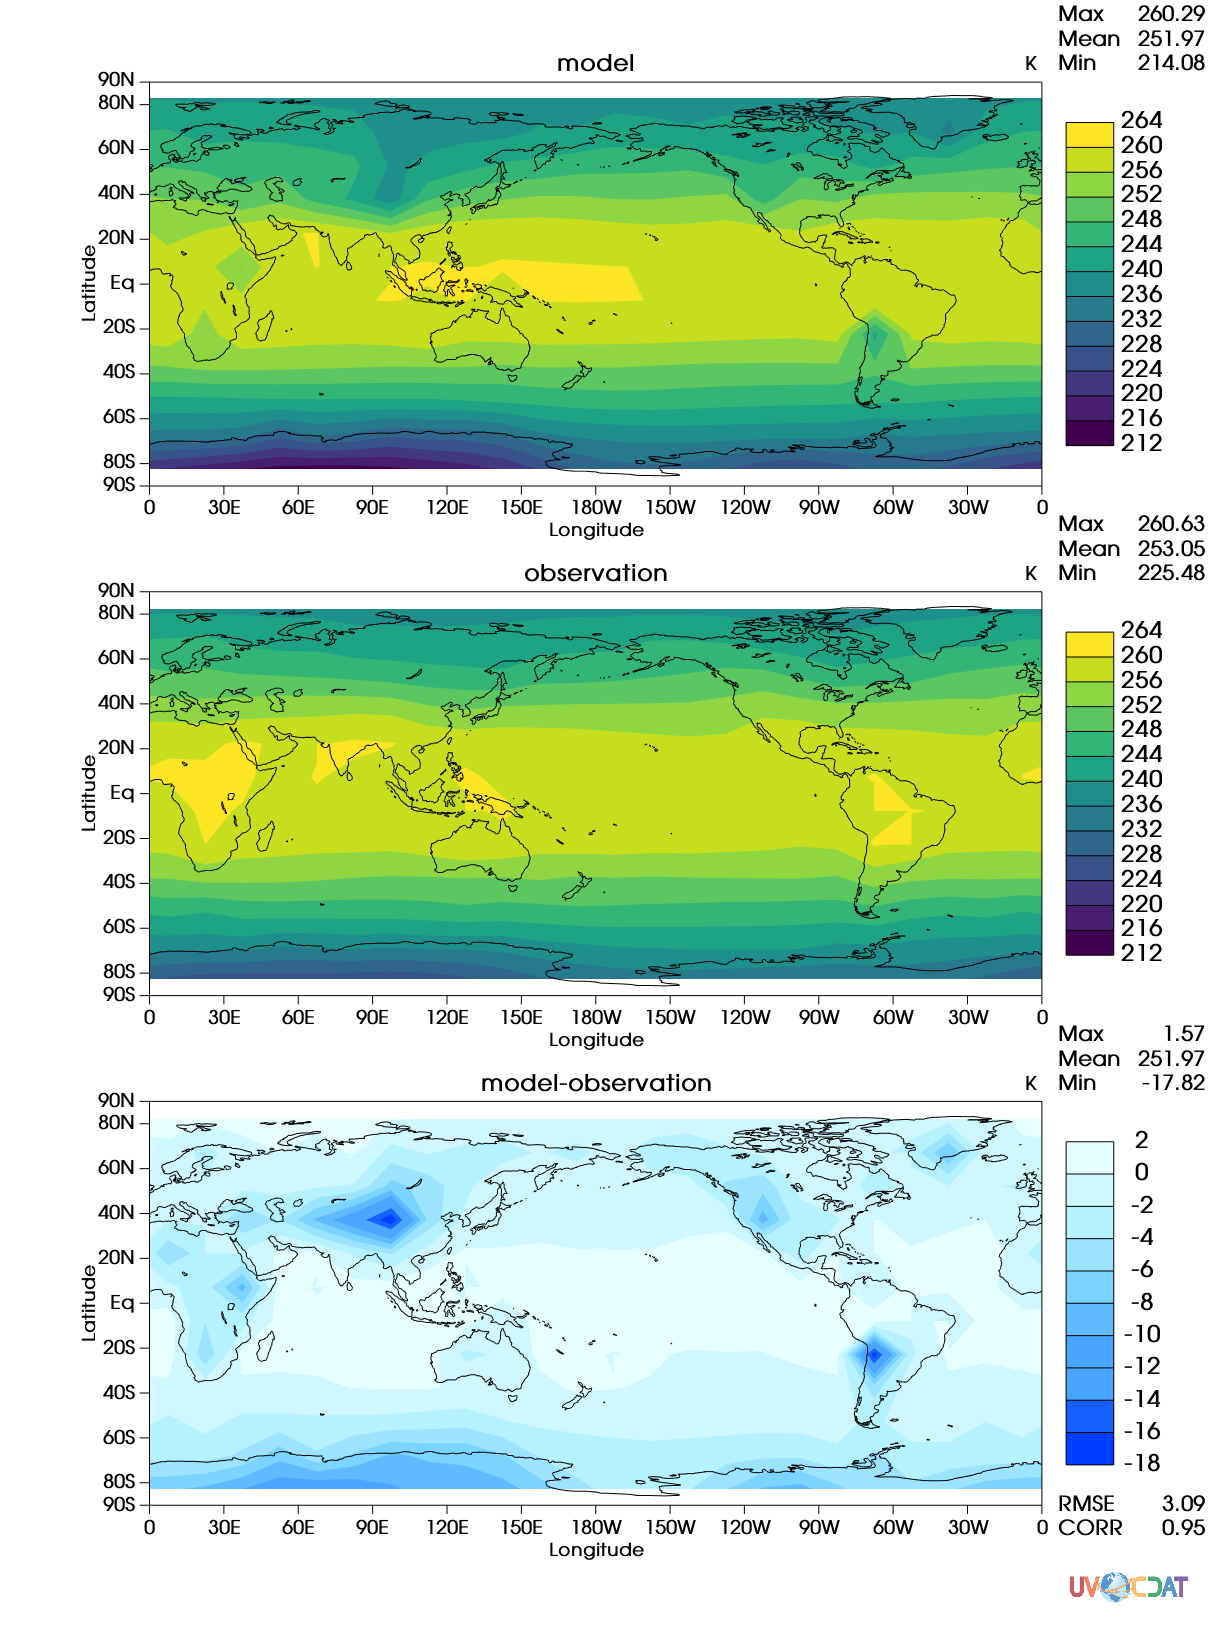 Max 260.29
Mean 251.97
Min 214.08
model K
90N
80N
60N
40N
20N
Eq
20S
40S
60S
80S
90S
Latitude
0 30E 60E 90E 120E 150E 180W 150W 120W 90W 60W 30W 0
Longitude
264
260
256
252
248
244
240
236
232
228
224
220
216
212
Max 260.63
Mean 253.05
Min 225.48
observation K
90N
80N
60N
40N
20N
Eq
20S
40S
60S
80S
90S
Latitude
0 30E 60E 90E 120E 150E 180W 150W 120W 90W 60W 30W 0
Longitude
264
260
256
252
248
244
240
236
232
228
224
220
216
212
Max 1.57
Mean 251.97
Min -17.82
model-observation K
90N
80N
60N
40N
20N
Eq
20S
40S
60S
80S
90S
Latitude
0 30E 60E 90E 120E 150E 180W 150W 120W 90W 60W 30W 0
Longitude
2
0
-2
-4
-6
-8
-10
-12
-14
-16
-18
RMSE 3.09
CORR 0.95
UV CDAT